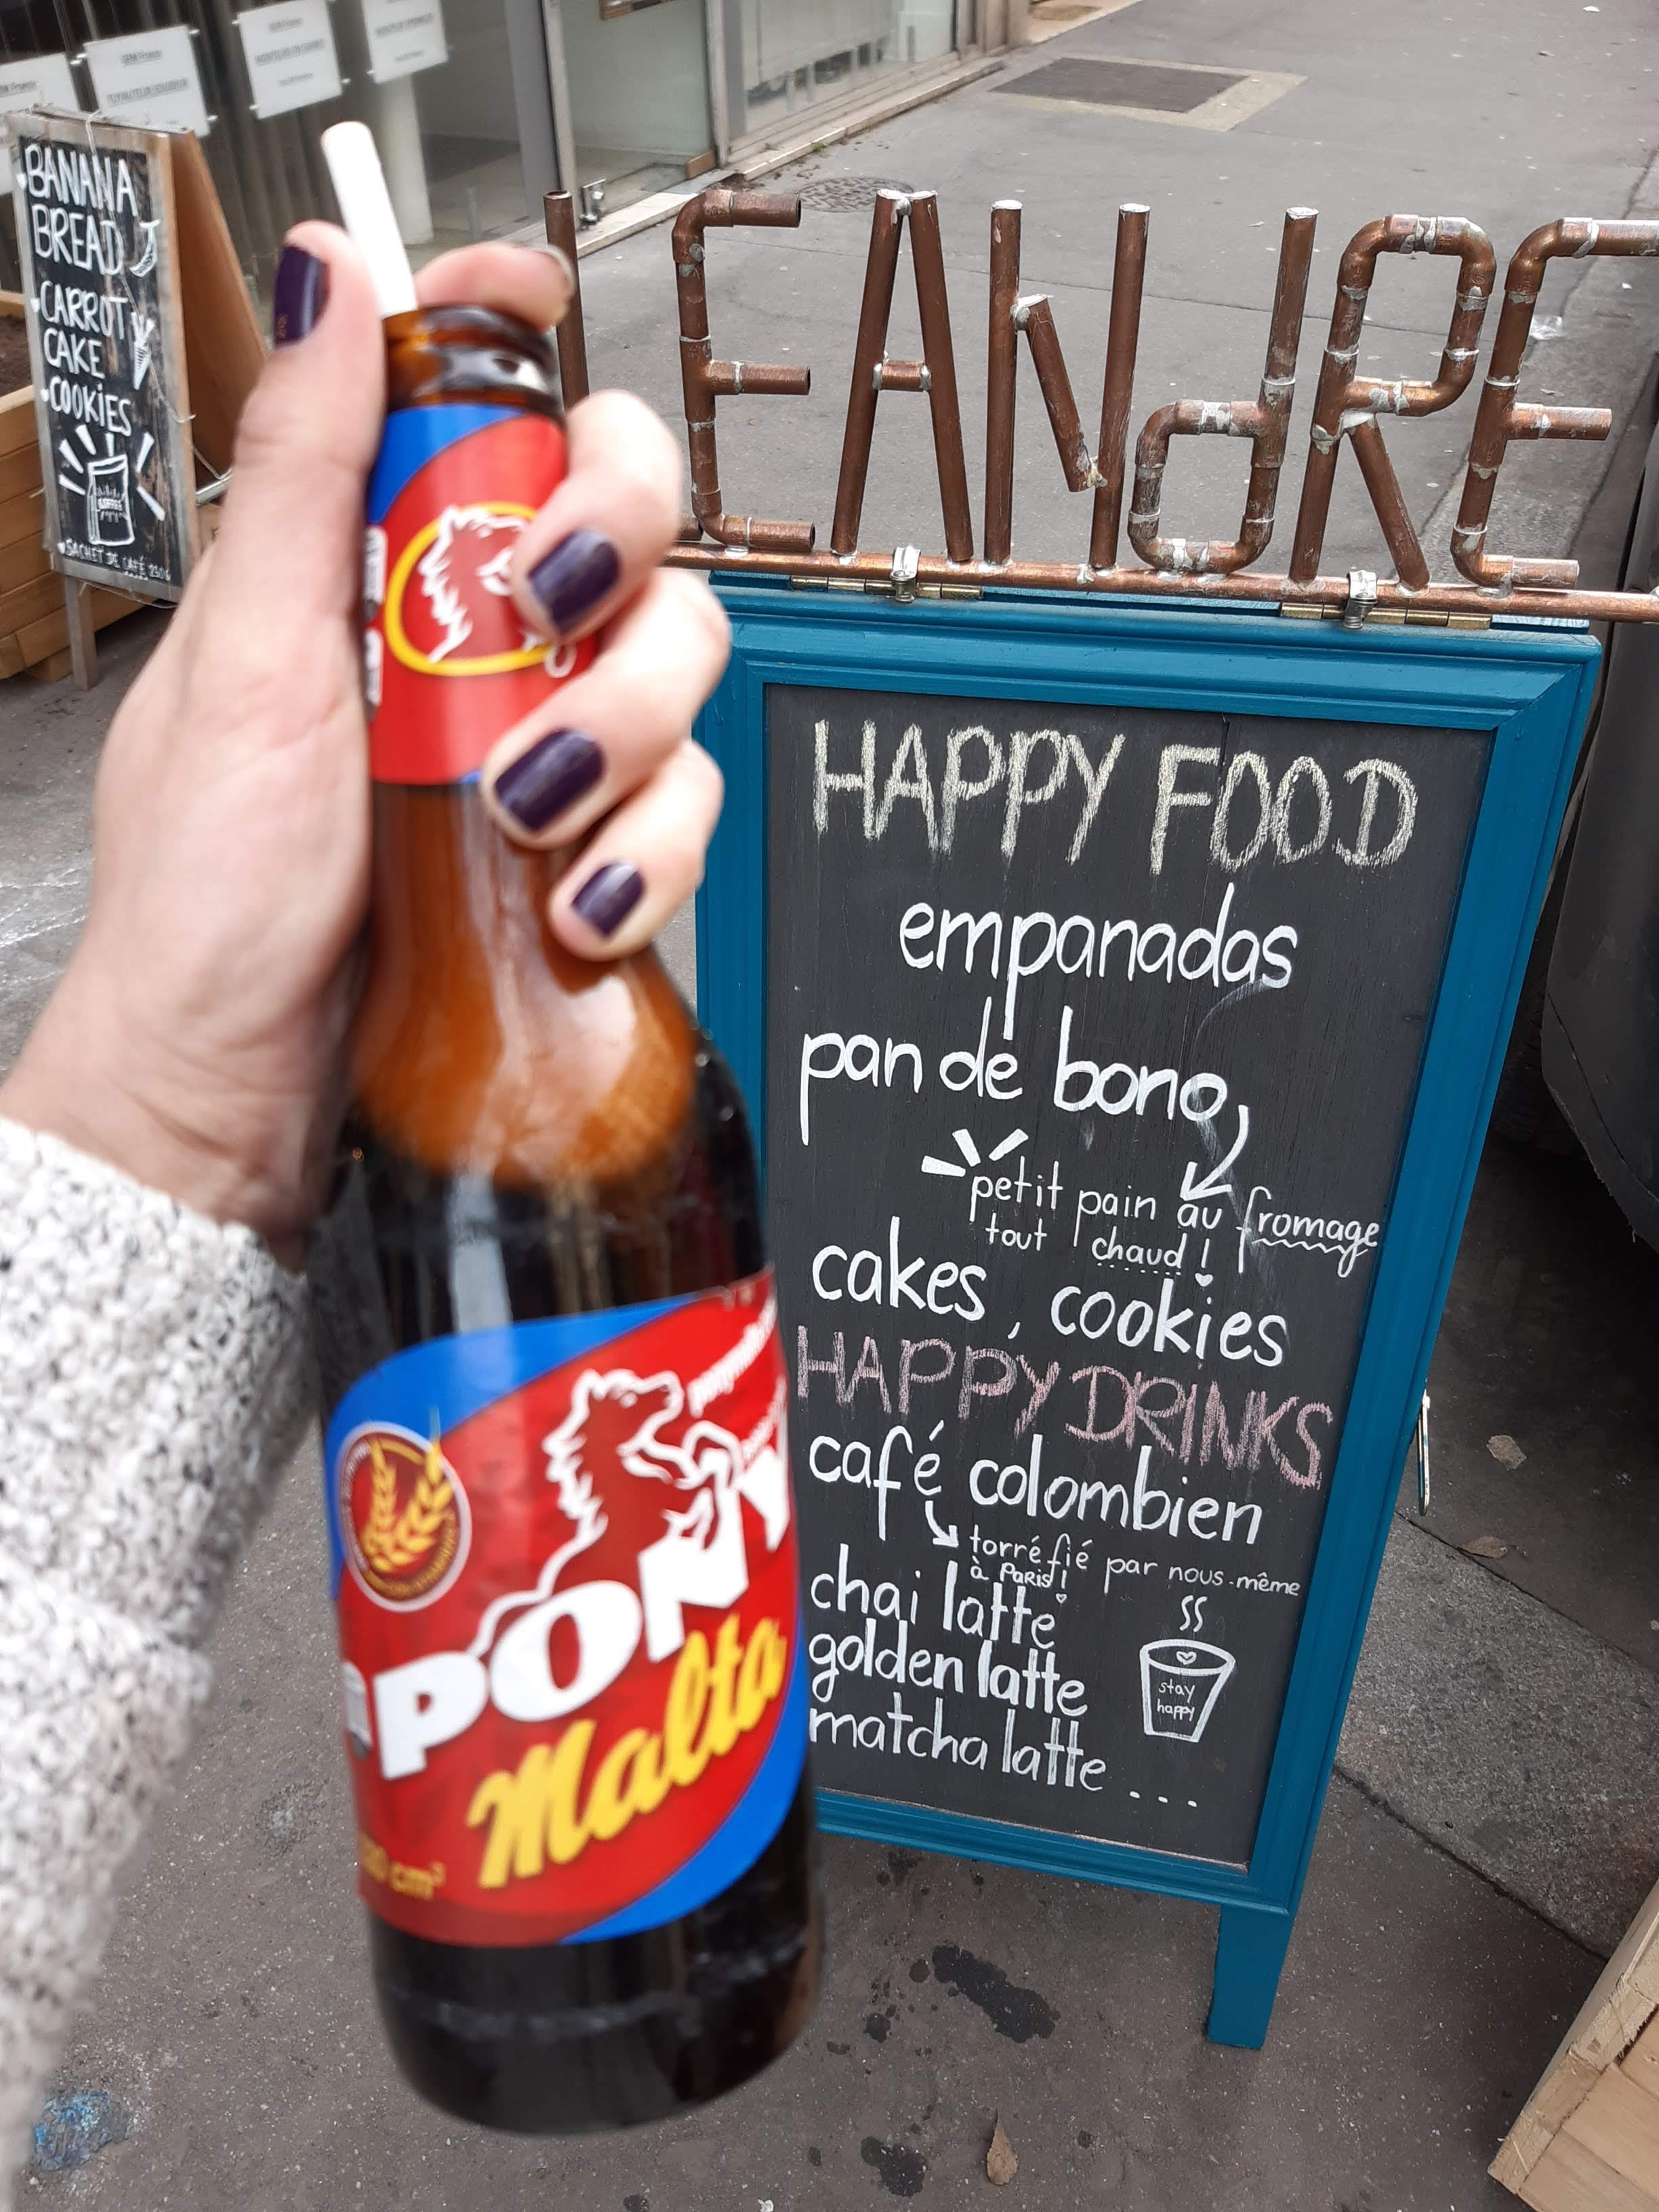 BANANA
BREAD
CARROT
CAKE
COOKIES
COFFEE
SACHET DE CAFÉ 250G
LEANdRE
HAPPY FOOD
empanadas
pan de bono
petit pain au fromage
tout chaud !
cakes, cookies
HAPPY DRINKS
café colombien
torréfié par nous-même
à PARIS !
chai latte
golden latte
matcha latte ...
stay
happy
PONY
Malta
cm³